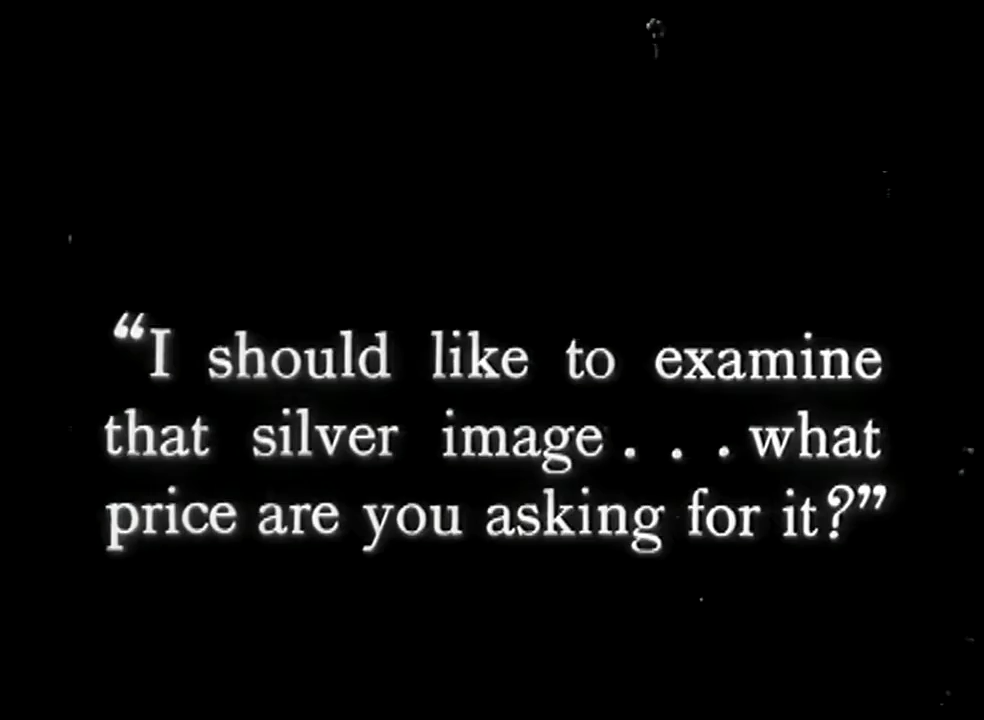 “I should like to examine
that silver image . . . what
price are you asking for it?”